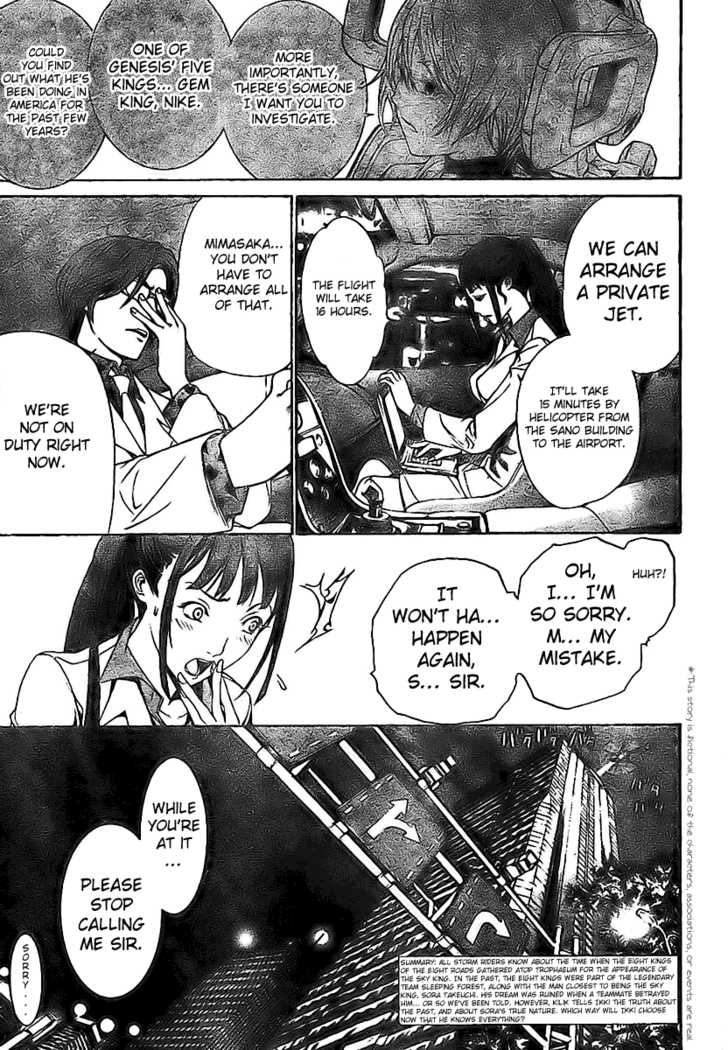 MORE
IMPORTANTLY,
THERE'S SOMEONE
I WANT YOU TO
INVESTIGATE.
ONE OF
GENESIS' FIVE
KINGS... GEM
KING, NIKE.
COULD
YOU FIND
OUT WHAT HE'S
BEEN DOING IN
AMERICA FOR
THE PAST FEW
YEARS?
WE CAN
ARRANGE
A PRIVATE
JET.
IT'LL TAKE
15 MINUTES BY
HELICOPTER FROM
THE SANO BUILDING
TO THE AIRPORT.
THE FLIGHT
WILL TAKE
16 HOURS.
MIMASAKA
... YOU DON'T
HAVE TO
ARRANGE ALL
OF THAT.
WE'RE
NOT ON
DUTY RIGHT
NOW.
HUH?!
OH,
I... I'M
SO SORRY.
M... MY
MISTAKE.
IT
WON'T HA...
HAPPEN
AGAIN,
S... SIR.
* This story is fictional, none of the characters, associations or events are real
バタバタ
バタバタ
WHILE
YOU'RE
AT IT
...
PLEASE
STOP
CALLING
ME SIR.
SORRY...
SUMMARY: ALL STORM RIDERS KNOW ABOUT THE TIME WHEN THE EIGHT KINGS
OF THE EIGHT ROADS GATHERED ATOP TROPHAEUM FOR THE APPEARANCE OF
THE SKY KING. IN THE PAST, THE EIGHT KINGS WERE PART OF THE LEGENDARY
TEAM SLEEPING FOREST, ALONG WITH THE MAN CLOSEST TO BEING THE SKY
KING, SORA TAKEUCHI. HIS DREAM WAS RUINED WHEN A TEAMMATE BETRAYED
HIM... OR SO WE'VE BEEN TOLD. HOWEVER, KILIK TELLS IKKI THE TRUTH ABOUT
THE PAST, AND ABOUT SORA'S TRUE NATURE. WHICH WAY WILL IKKI CHOOSE
NOW THAT HE KNOWS EVERYTHING?